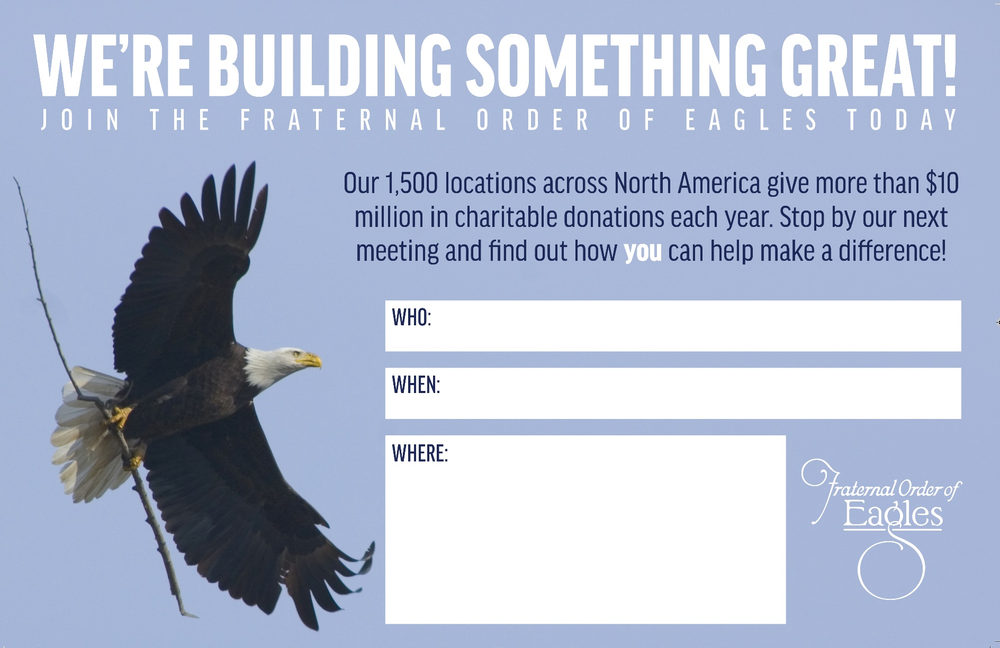 WE'RE BUILDING SOMETHING GREAT!
JOIN THE FRATERNAL ORDER OF EAGLES TODAY
Our 1,500 locations across North America give more than $10
million in charitable donations each year. Stop by our next
meeting and find out how you can help make a difference!
WHO:
WHEN:
WHERE:
Fraternal Order of
Eagles